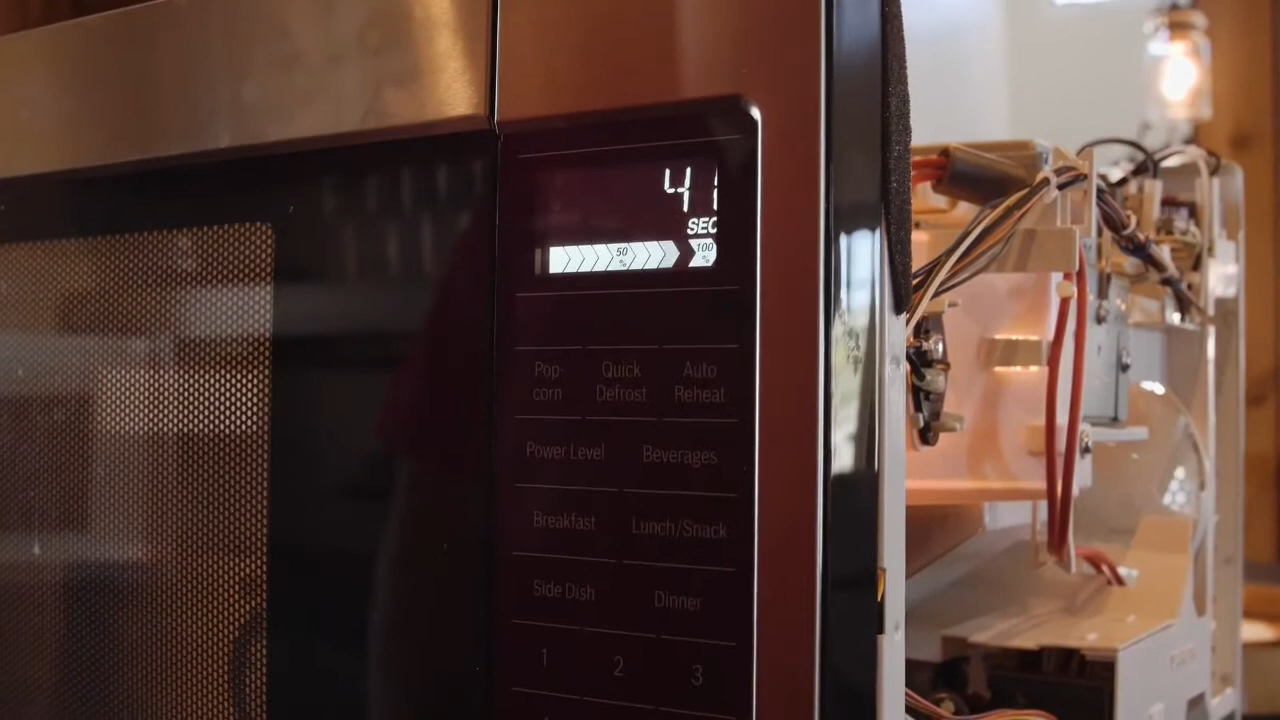 41
SEC
50 % 100 %
Pop- Quick Auto
corn Defrost Reheat
Power Level Beverages
Breakfast Lunch/Snack
Side Dish Dinner
1 2 3